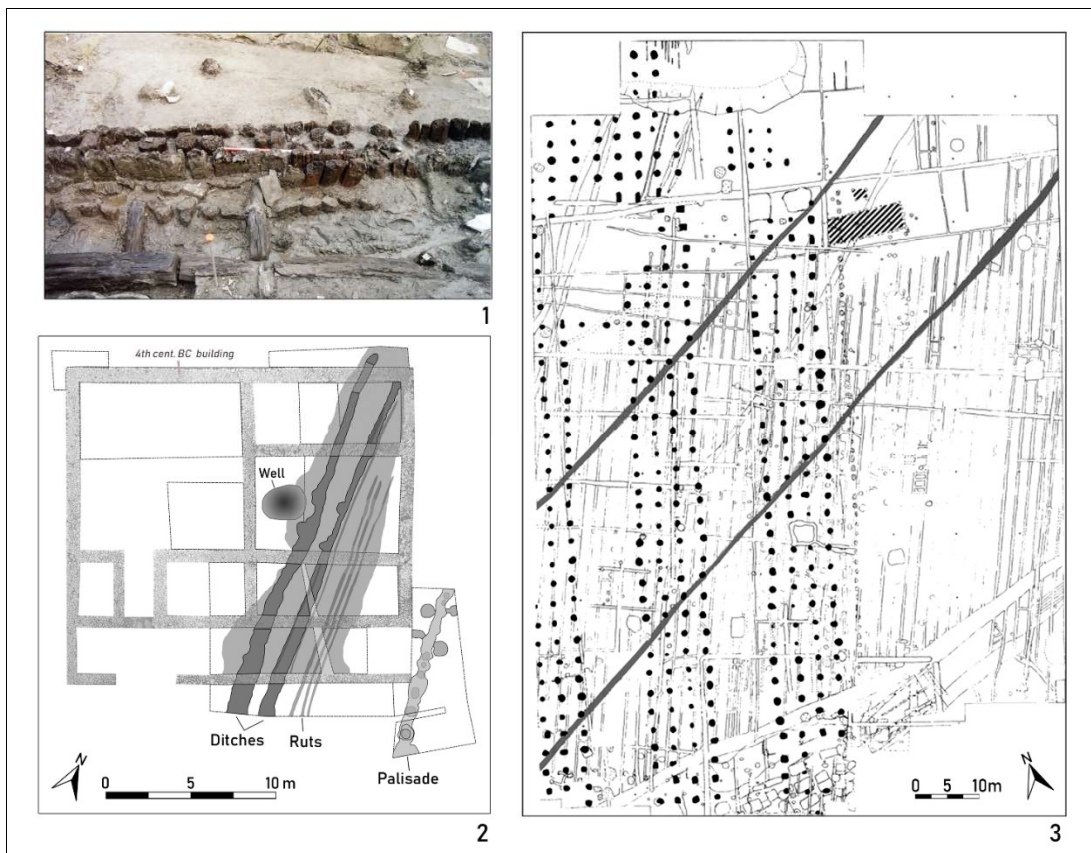 1
4th cent. BC building
Well
Ditches
Ruts
Palisade
N
0 5 10 m
2
N
0 5 10m
3